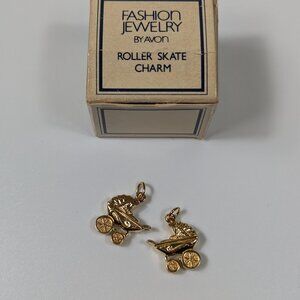 FASHION
JEWELRY
BY AVON
ROLLER SKATE
CHARM